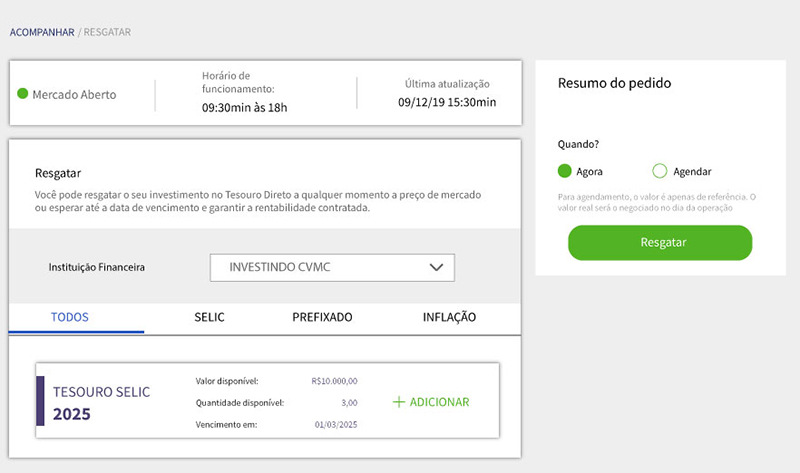 ACOMPANHAR / RESGATAR
Mercado Aberto
Horário de
funcionamento:
09:30min às 18h
Última atualização
09/12/19 15:30min
Resgatar
Você pode resgatar o seu investimento no Tesouro Direto a qualquer momento a preço de mercado
ou esperar até a data de vencimento e garantir a rentabilidade contratada.
Instituição Financeira
INVESTINDO CVMC
TODOS
SELIC
PREFIXADO
INFLAÇÃO
TESOURO SELIC
2025
Valor disponível:
R$10.000,00
Quantidade disponível:
3,00
Vencimento em:
01/03/2025
+ ADICIONAR
Resumo do pedido
Quando?
Agora
Agendar
Para agendamento, o valor é apenas de referência. O
valor real será o negociado no dia da operação
Resgatar